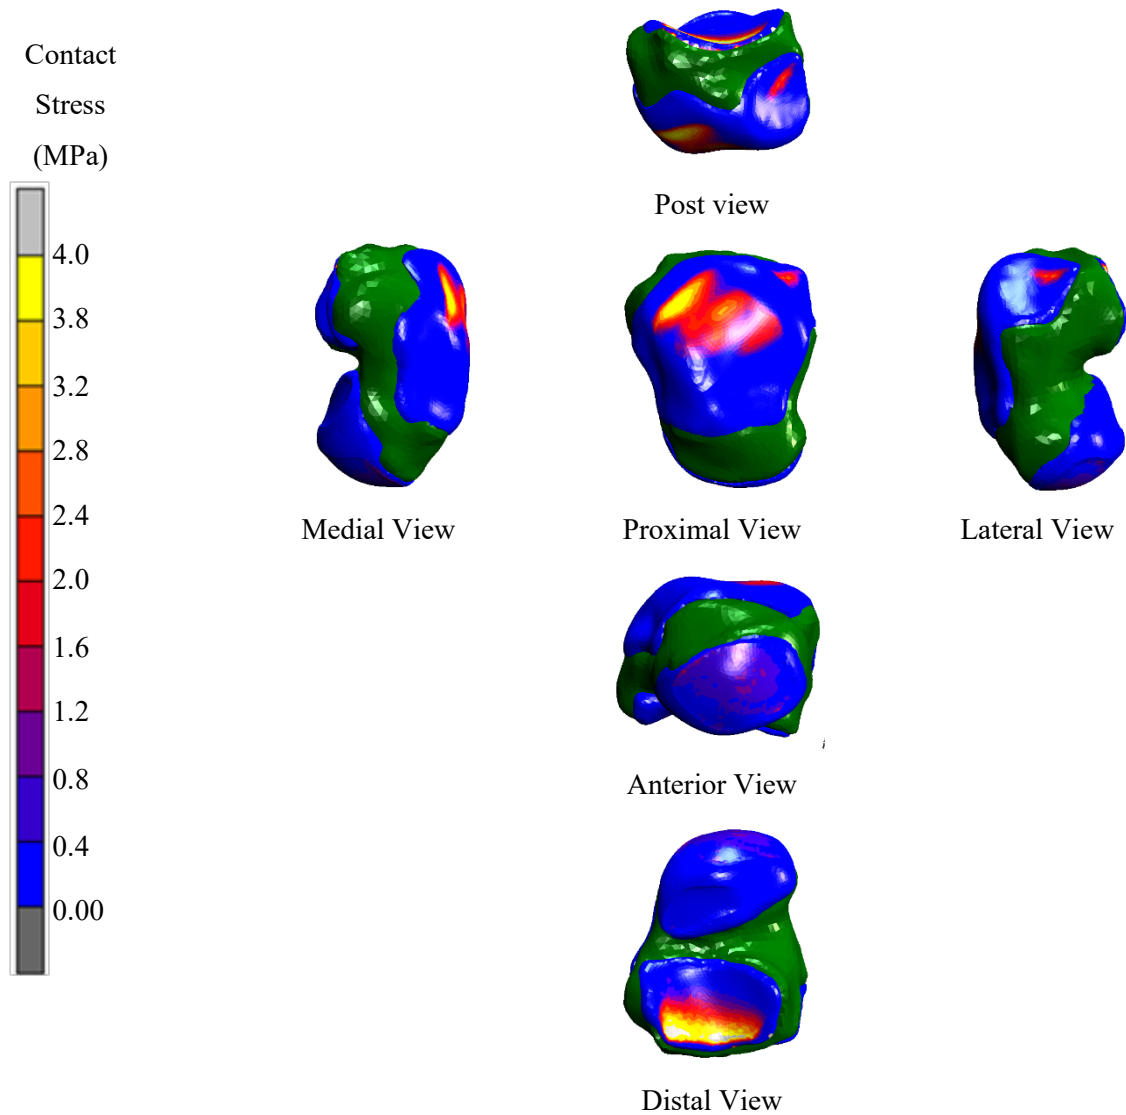 Contact
Stress
(MPa)
4.0
3.8
3.2
2.8
2.4
2.0
1.6
1.2
0.8
0.4
0.00
Post view
Medial View
Proximal View
Lateral View
Anterior View
Distal View